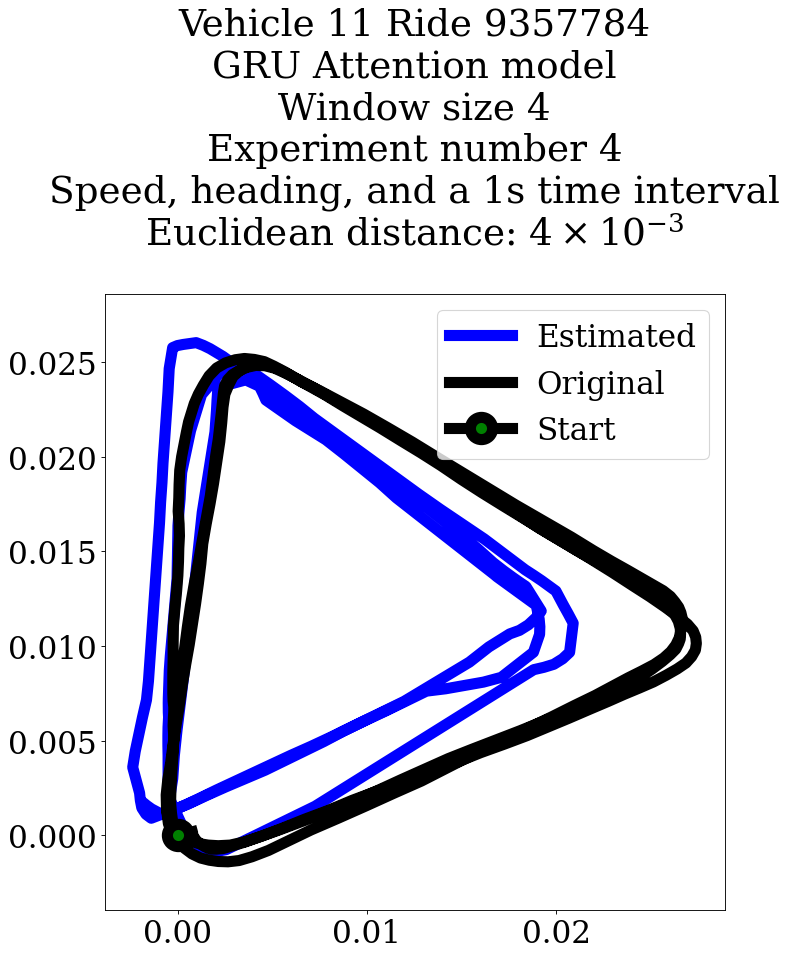 Vehicle 11 Ride 9357784
GRU Attention model
Window size 4
Experiment number 4
Speed, heading, and a 1s time interval
Euclidean distance: 4 × 10⁻³
Estimated
Original
Start
0.025
0.020
0.015
0.010
0.005
0.000
0.00
0.01
0.02